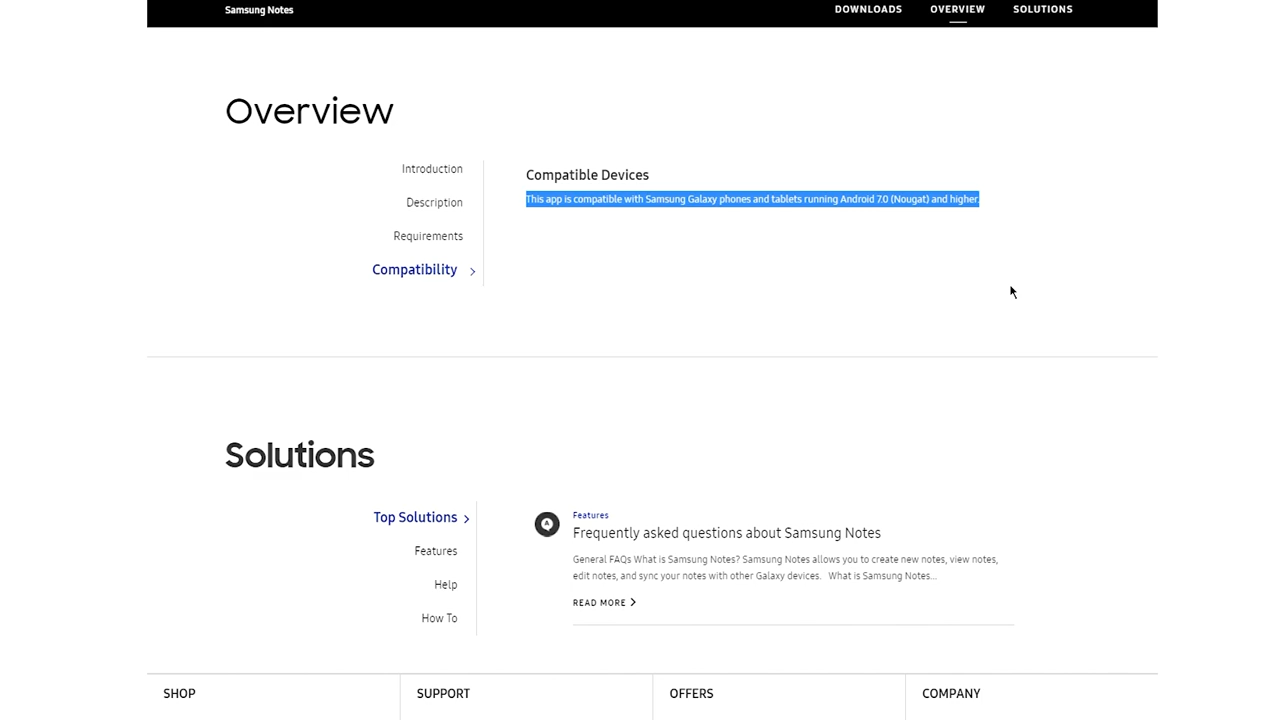 Samsung Notes
DOWNLOADS
OVERVIEW
SOLUTIONS
Overview
Introduction
Description
Requirements
Compatibility
Compatible Devices
This app is compatible with Samsung Galaxy phones and tablets running Android 7.0 (Nougat) and higher.
Solutions
Top Solutions
Features
Help
How To
Features
Frequently asked questions about Samsung Notes
General FAQs What is Samsung Notes? Samsung Notes allows you to create new notes, view notes,
edit notes, and sync your notes with other Galaxy devices. What is Samsung Notes...
READ MORE
SHOP
SUPPORT
OFFERS
COMPANY